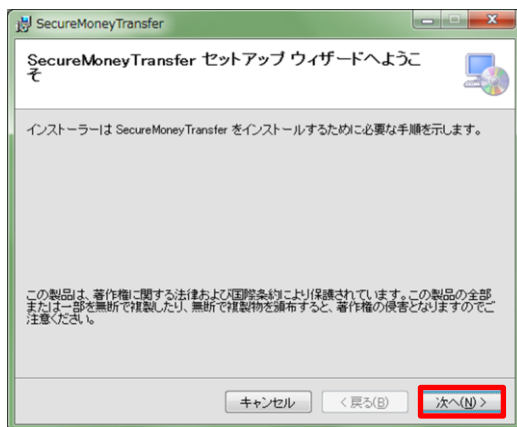 SecureMoneyTransfer
SecureMoneyTransfer セットアップ ウィザードへようこ
そ
インストーラーは SecureMoneyTransfer をインストールするために必要な手順を示します。
この製品は、著作権に関する法律および国際条約により保護されています。この製品の全部
または一部を無断で複製したり、無断で複製物を頒布すると、著作権の侵害となりますのでご
注意ください。
キャンセル
< 戻る(B)
次へ(N) >